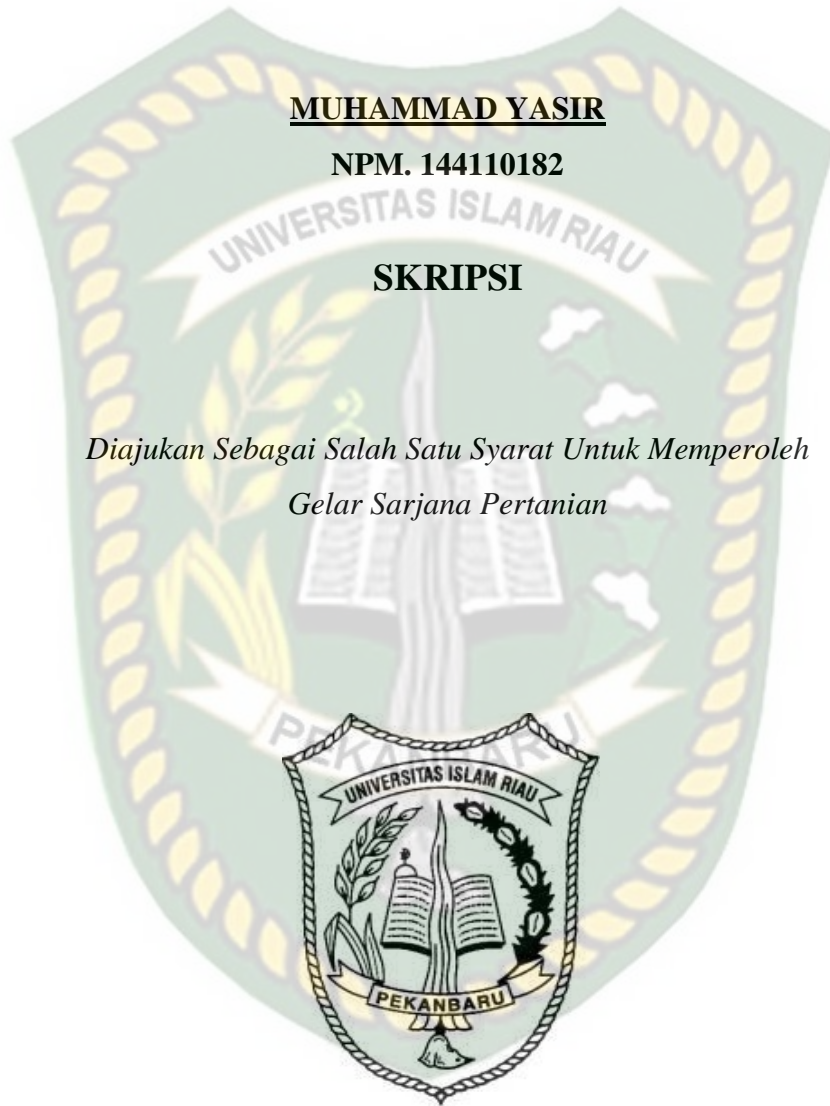 MUHAMMAD YASIR
NPM. 144110182
UNIVERSITAS ISLAM RIAU
SKRIPSI
Diajukan Sebagai Salah Satu Syarat Untuk Memperoleh
Gelar Sarjana Pertanian
PEKANBARU
UNIVERSITAS ISLAM RIAU
PEKANBARU